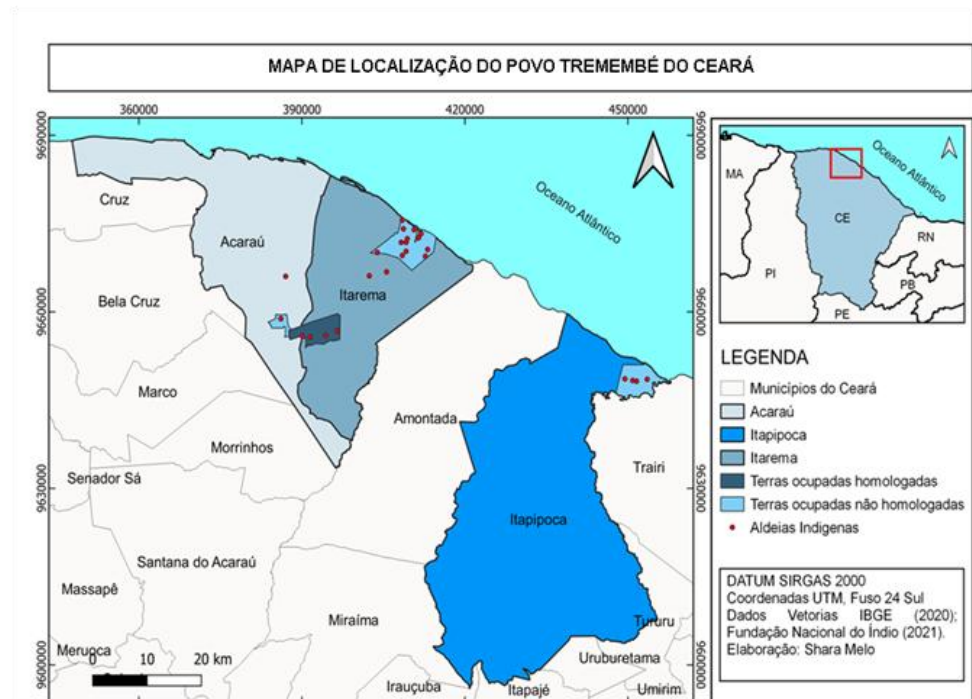 MAPA DE LOCALIZAÇÃO DO POVO TREMEMBÉ DO CEARÁ
360000 390000 420000 450000
9690000 9690000
Oceano Atlântico
Cruz
Acaraú
Itarema
Bela Cruz
9660000 9660000
Marco
Amontada
Morrinhos
Trairi
Senador Sá
9630000 9630000
Itapipoca
Santana do Acaraú
Massapê
Miraíma
Tururu
Meruoca
Uruburetama
9600000 9600000
0 10 20 km
Irauçuba
Itapajé
Umirim
Oceano Atlântico
MA
CE
RN
PI
PB
PE
LEGENDA
Municípios do Ceará
Acaraú
Itapipoca
Itarema
Terras ocupadas homologadas
Terras ocupadas não homologadas
Aldeias Indigenas
DATUM SIRGAS 2000
Coordenadas UTM, Fuso 24 Sul
Dados Vetorias IBGE (2020);
Fundação Nacional do Índio (2021).
Elaboração: Shara Melo